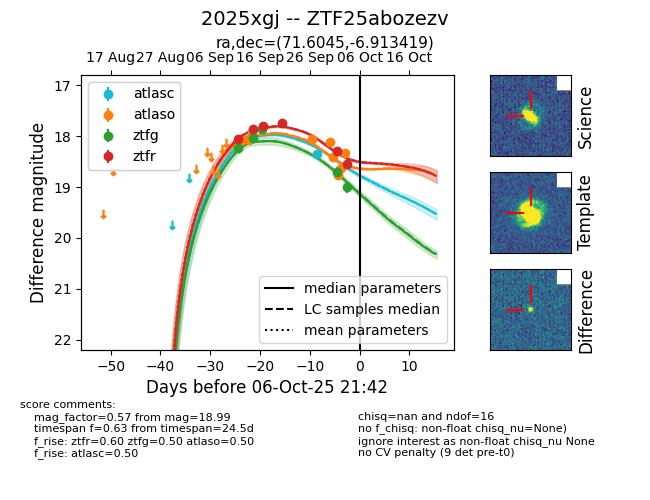 2025xgj -- ZTF25abozezv
ra,dec=(71.6045,-6.913419)
17 Aug 27 Aug 06 Sep 16 Sep 26 Sep 06 Oct 16 Oct
atlasc
atlaso
ztfg
ztfr
17
18
19
20
21
22
Difference magnitude
median parameters
LC samples median
mean parameters
−50 −40 −30 −20 −10 0 10
Days before 06-Oct-25 21:42
Science
Template
Difference
score comments:
mag_factor=0.57 from mag=18.99
timespan f=0.63 from timespan=24.5d
f_rise: ztfr=0.60 ztfg=0.50 atlaso=0.50
f_rise: atlasc=0.50
chisq=nan and ndof=16
no f_chisq: non-float chisq_nu=None)
ignore interest as non-float chisq_nu None
no CV penalty (9 det pre-t0)